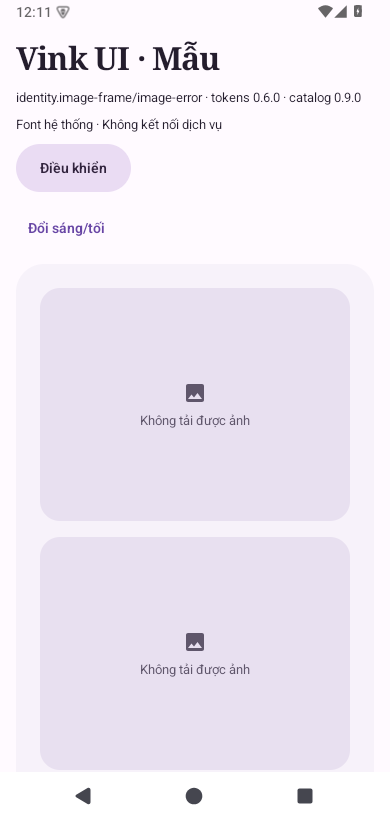 12:11
Vink UI · Mẫu
identity.image-frame/image-error · tokens 0.6.0 · catalog 0.9.0
Font hệ thống · Không kết nối dịch vụ
Điều khiển
Đổi sáng/tối
Không tải được ảnh
Không tải được ảnh